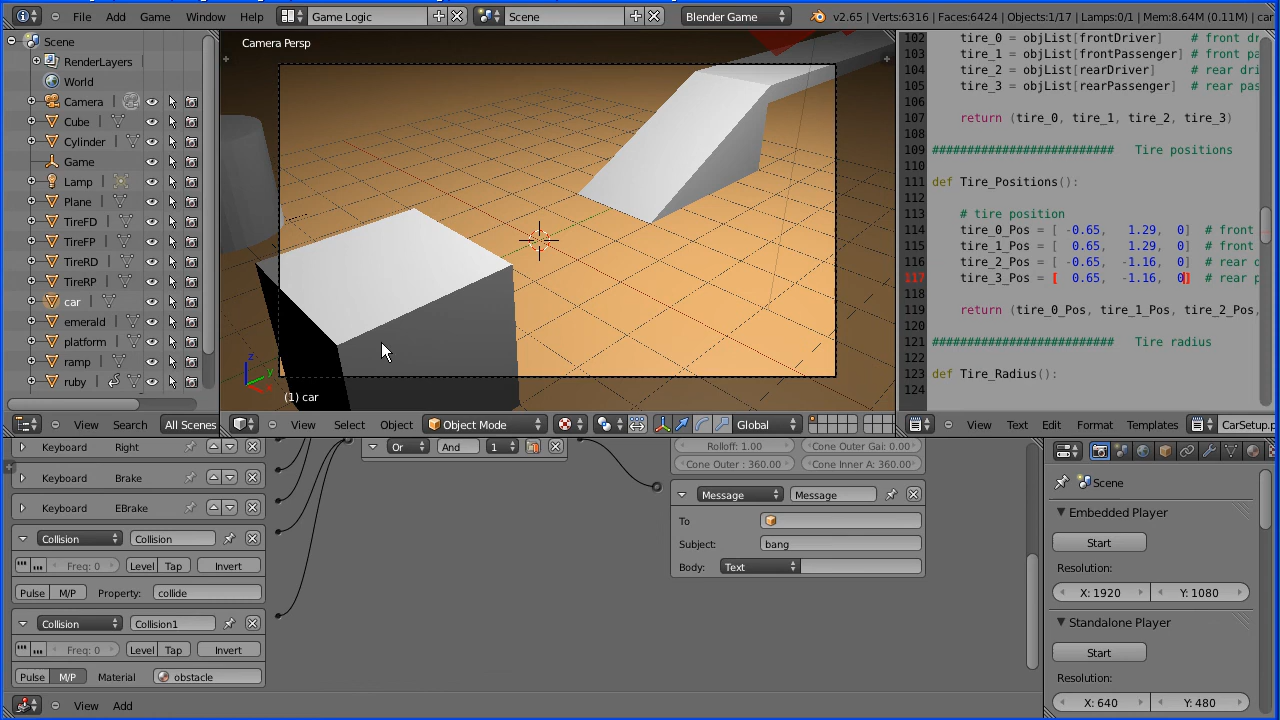 File Add Game Window Help Game Logic Scene Blender Game v2.65 | Verts:6316 | Faces:6424 | Objects:1/17 | Lamps:0/1 | Mem:8.64M (0.11M) | car
Scene
RenderLayers
World
Camera
Cube
Cylinder
Game
Lamp
Plane
TireFD
TireFP
TireRD
TireRP
car
emerald
platform
ramp
ruby
View Search All Scenes
Camera Persp
z
y
x
(1) car
View Select Object Object Mode Global
102 tire_0 = objList[frontDriver] # front dr
103 tire_1 = objList[frontPassenger] # front pa
104 tire_2 = objList[rearDriver] # rear dri
105 tire_3 = objList[rearPassenger] # rear pas
106
107 return (tire_0, tire_1, tire_2, tire_3)
108
109 ########################## Tire positions
110
111 def Tire_Positions():
112
113 # tire position
114 tire_0_Pos = [ -0.65, 1.29, 0] # front
115 tire_1_Pos = [ 0.65, 1.29, 0] # front
116 tire_2_Pos = [ -0.65, -1.16, 0] # rear d
117 tire_3_Pos = [ 0.65, -1.16, 0] # rear p
118
119 return (tire_0_Pos, tire_1_Pos, tire_2_Pos,
120
121 ########################## Tire radius
122
123 def Tire_Radius():
124
View Text Edit Format Templates CarSetup.p
Keyboard Right
Keyboard Brake
Keyboard EBrake
Collision Collision
Freq: 0 Level Tap Invert
Pulse M/P Property: collide
Collision Collision1
Freq: 0 Level Tap Invert
Pulse M/P Material obstacle
View Add
Or And 1
Rolloff: 1.00 Cone Outer Gai: 0.00
Cone Outer : 360.00 Cone Inner A: 360.00
Message Message
To
Subject: bang
Body: Text
Scene
Embedded Player
Start
Resolution:
X: 1920 Y: 1080
Standalone Player
Start
Resolution:
X: 640 Y: 480